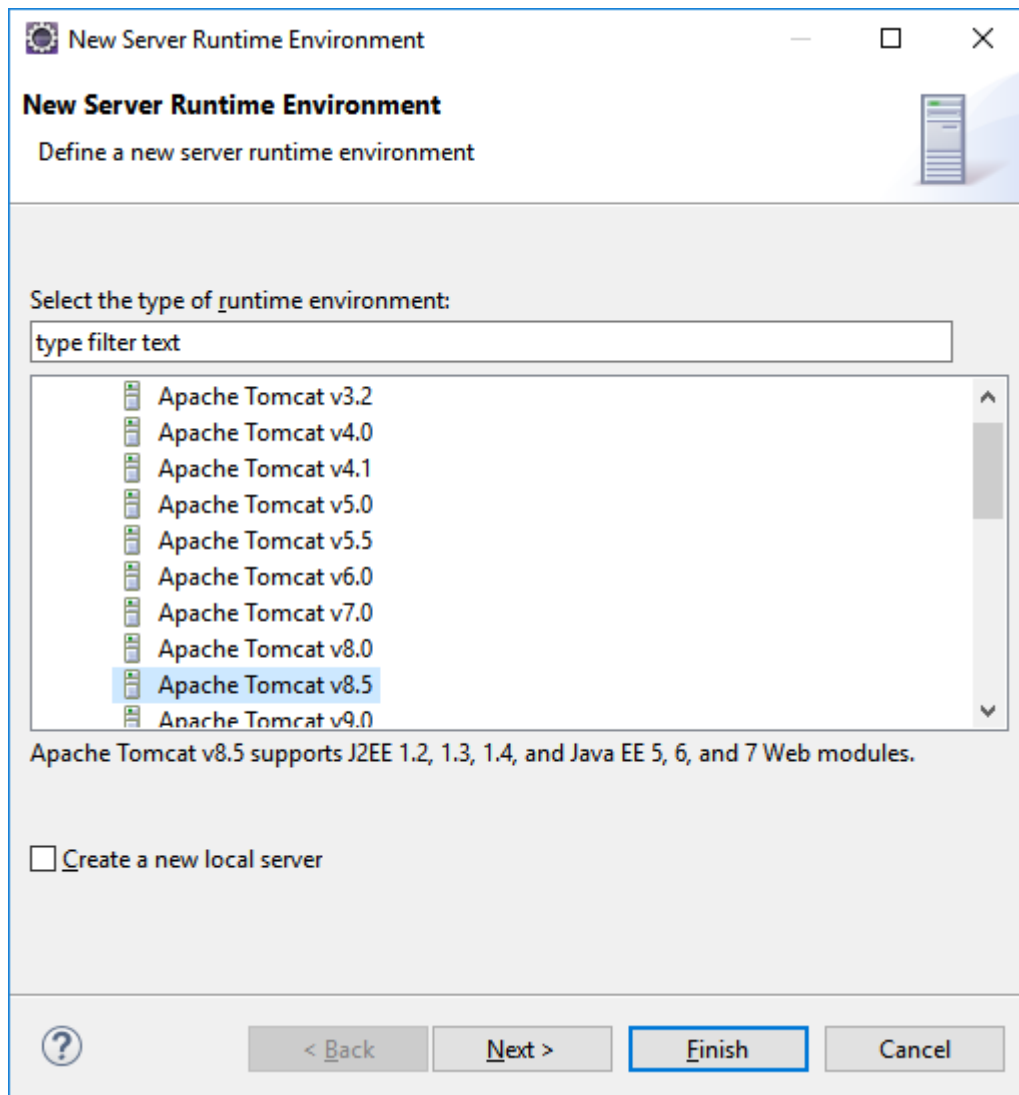 New Server Runtime Environment
New Server Runtime Environment
Define a new server runtime environment
Select the type of runtime environment:
type filter text
Apache Tomcat v3.2
Apache Tomcat v4.0
Apache Tomcat v4.1
Apache Tomcat v5.0
Apache Tomcat v5.5
Apache Tomcat v6.0
Apache Tomcat v7.0
Apache Tomcat v8.0
Apache Tomcat v8.5
Apache Tomcat v9.0
Apache Tomcat v8.5 supports J2EE 1.2, 1.3, 1.4, and Java EE 5, 6, and 7 Web modules.
Create a new local server
? < Back Next > Finish Cancel